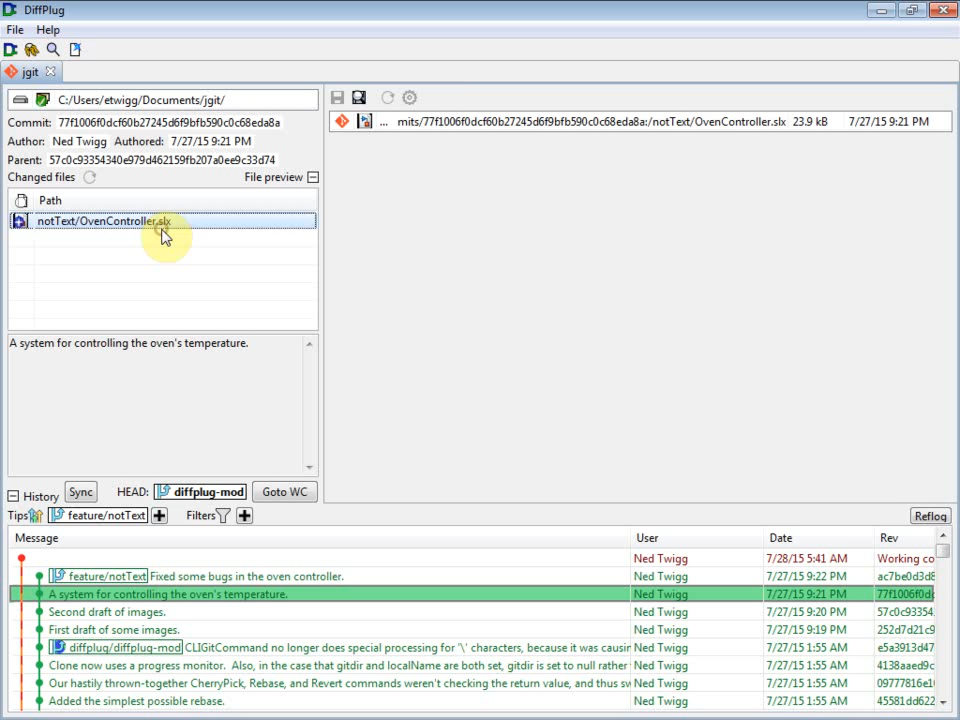 DiffPlug
File Help
jgit
C:/Users/etwigg/Documents/jgit/
Commit: 77f1006f0dcf60b27245d6f9bfb590c0c68eda8a
Author: Ned Twigg Authored: 7/27/15 9:21 PM
Parent: 57c0c93354340e979d462159fb207a0ee9c33d74
Changed files File preview
Path
notText/OvenController.slx
... mits/77f1006f0dcf60b27245d6f9bfb590c0c68eda8a:/notText/OvenController.slx 23.9 kB 7/27/15 9:21 PM
A system for controlling the oven's temperature.
History Sync HEAD: diffplug-mod Goto WC
Tips feature/notText Filters Reflog
Message User Date Rev
Ned Twigg 7/28/15 5:41 AM Working co
feature/notText Fixed some bugs in the oven controller. Ned Twigg 7/27/15 9:22 PM ac7be0d3d8
A system for controlling the oven's temperature. Ned Twigg 7/27/15 9:21 PM 77f1006f0dc
Second draft of images. Ned Twigg 7/27/15 9:20 PM 57c0c93354
First draft of some images. Ned Twigg 7/27/15 9:19 PM 252d7d21c9
diffplug/diffplug-mod CLIGitCommand no longer does special processing for '\' characters, because it was causin Ned Twigg 7/27/15 1:55 AM e5a3913d47
Clone now uses a progress monitor. Also, in the case that gitdir and localName are both set, gitdir is set to null rather Ned Twigg 7/27/15 1:55 AM 4138aaed9c
Our hastily thrown-together CherryPick, Rebase, and Revert commands weren't checking the return value, and thus sw Ned Twigg 7/27/15 1:55 AM 09777816e1
Added the simplest possible rebase. Ned Twigg 7/27/15 1:55 AM 45581dd622